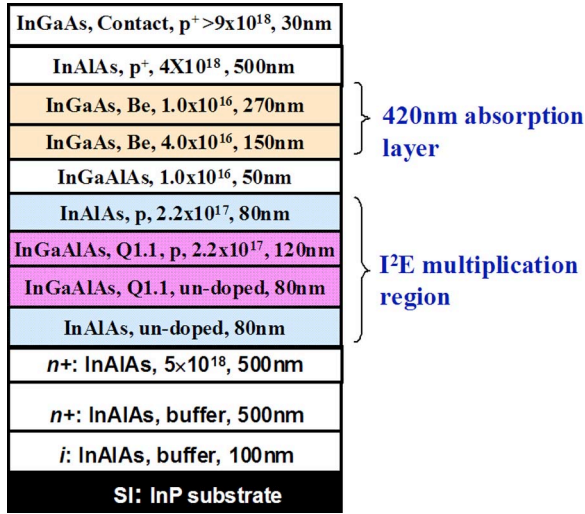 InGaAs, Contact, p⁺ >9x10¹⁸, 30nm
InAlAs, p⁺, 4X10¹⁸, 500nm
InGaAs, Be, 1.0x10¹⁶, 270nm
InGaAs, Be, 4.0x10¹⁶, 150nm
420nm absorption
layer
InGaAlAs, 1.0x10¹⁶, 50nm
InAlAs, p, 2.2x10¹⁷, 80nm
InGaAlAs, Q1.1, p, 2.2x10¹⁷, 120nm
InGaAlAs, Q1.1, un-doped, 80nm
InAlAs, un-doped, 80nm
I²E multiplication
region
n+: InAlAs, 5×10¹⁸, 500nm
n+: InAlAs, buffer, 500nm
i: InAlAs, buffer, 100nm
SI: InP substrate